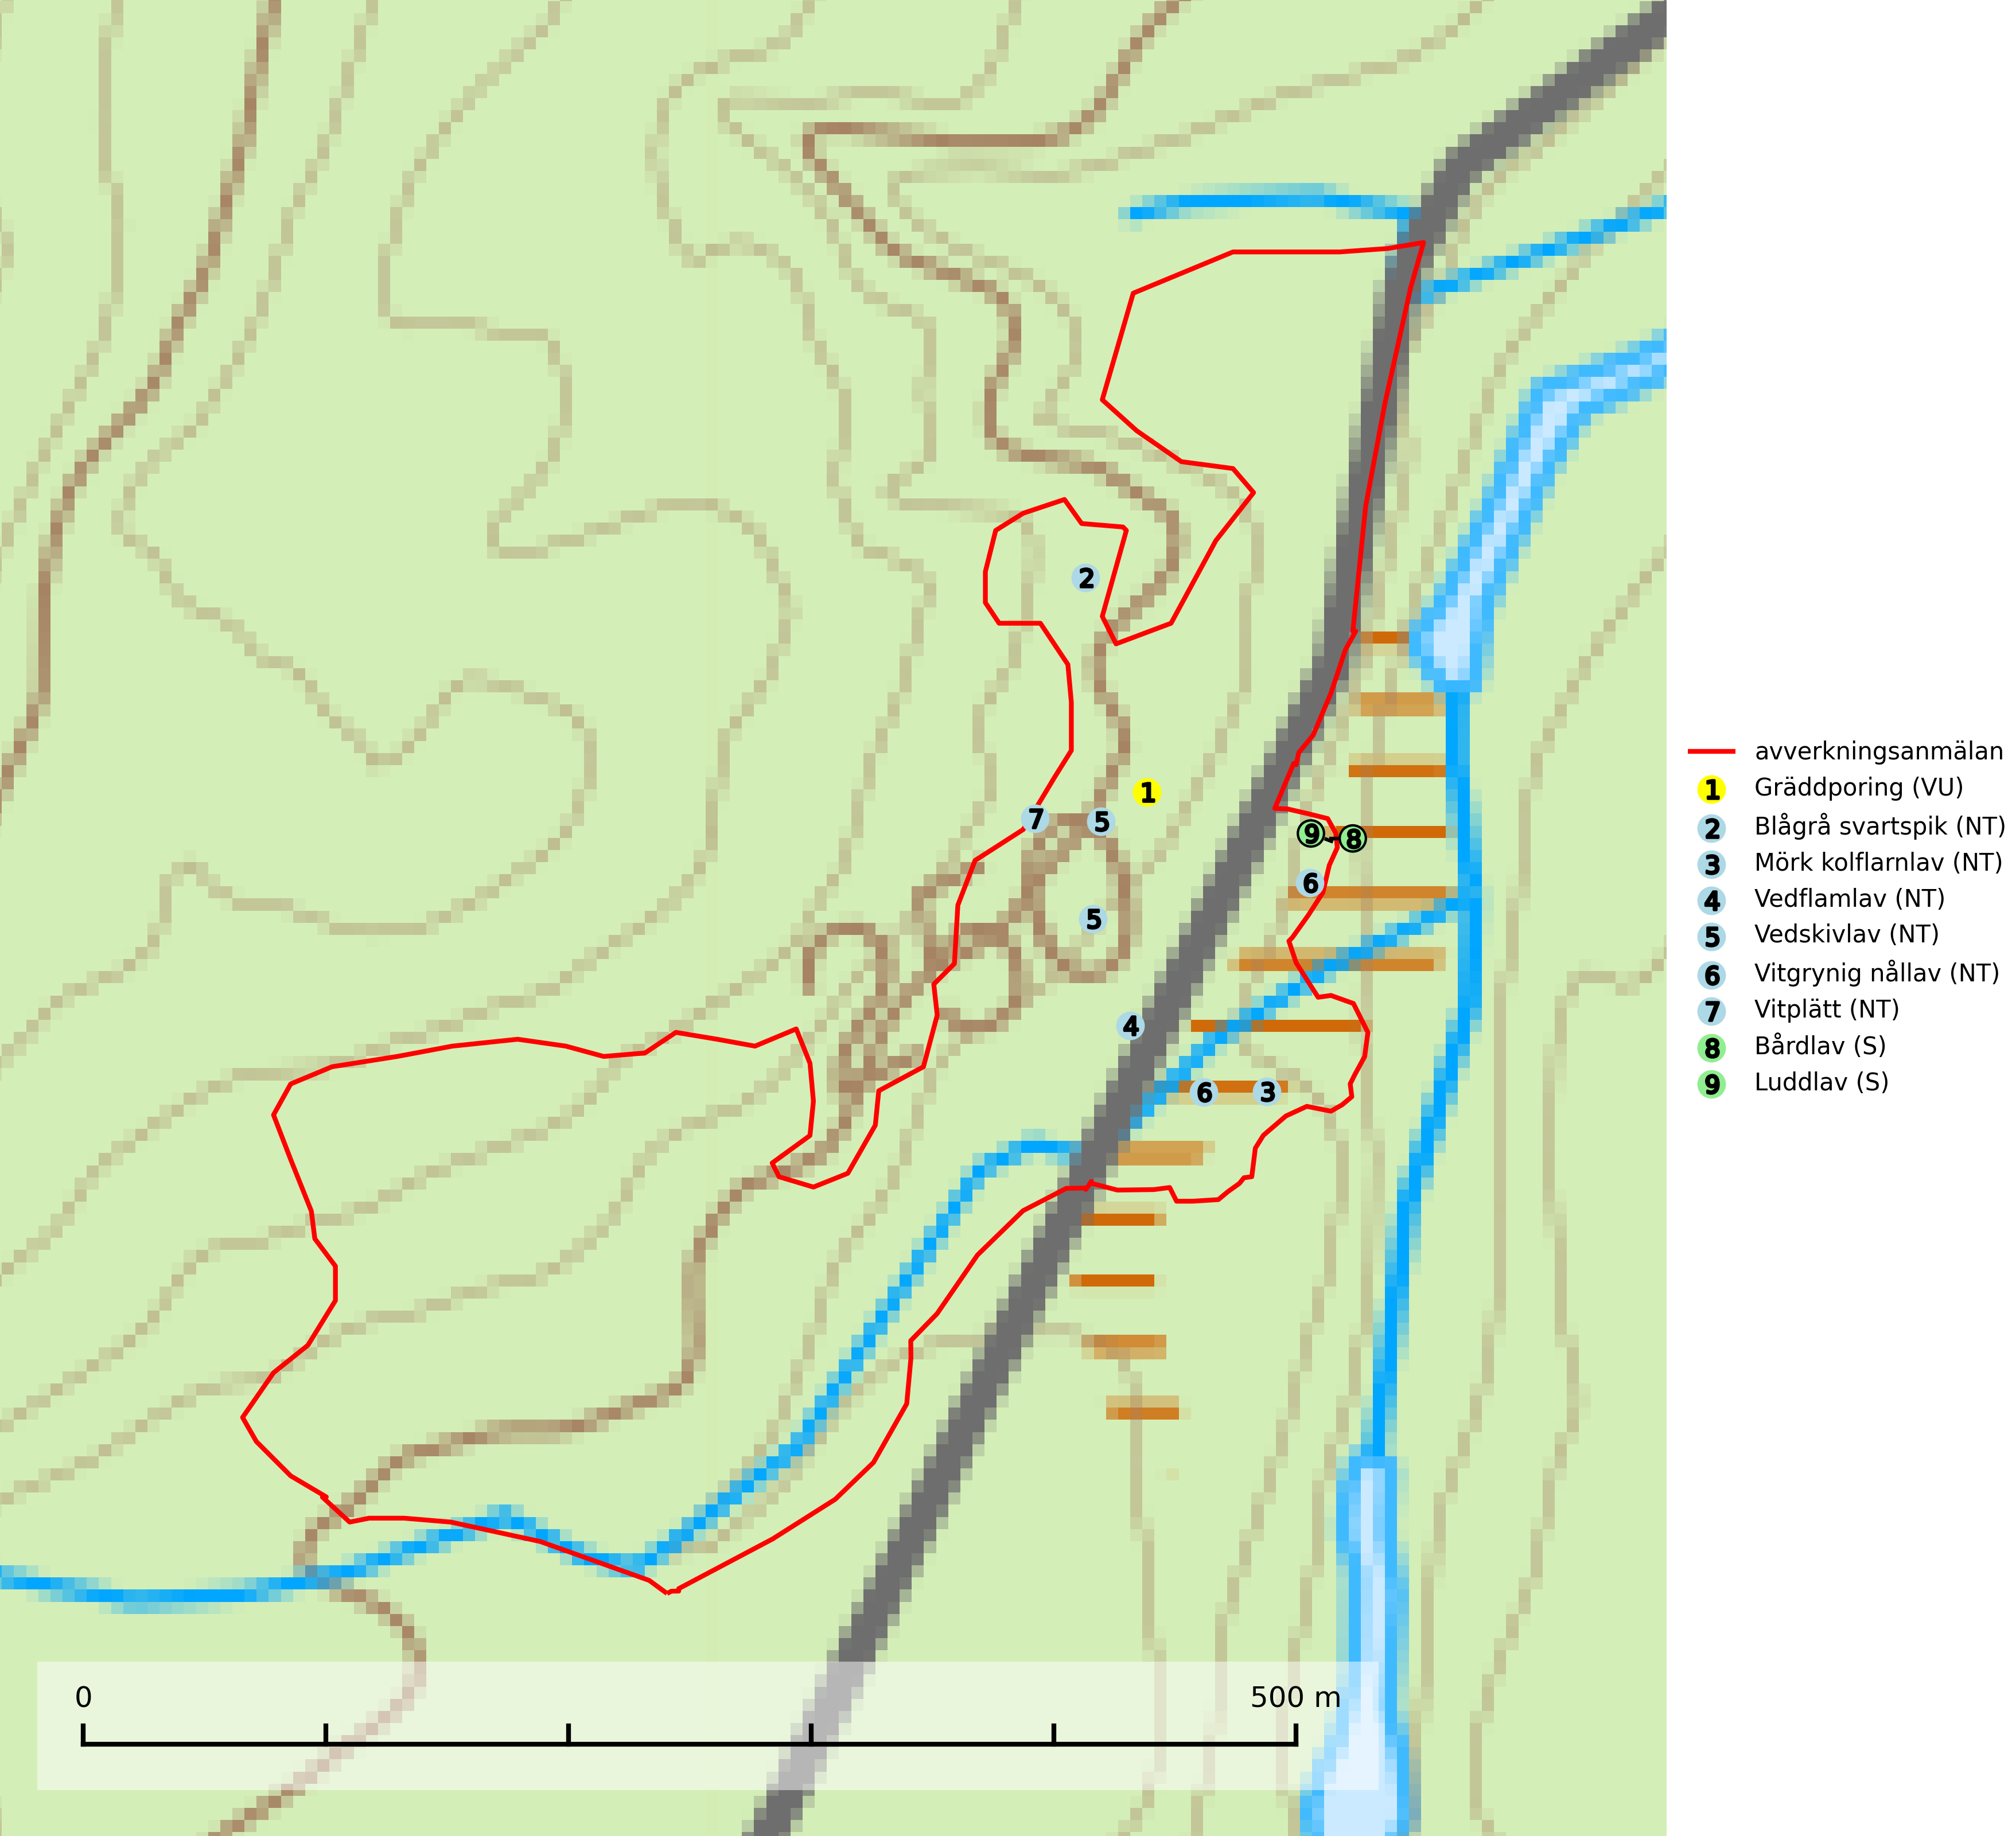 2
1
7
5
9
8
6
5
4
6
3
0
500 m
avverkningsanmälan
1 Gräddporing (VU)
2 Blågrå svartspik (NT)
3 Mörk kolflarnlav (NT)
4 Vedflamlav (NT)
5 Vedskivlav (NT)
6 Vitgrynig nållav (NT)
7 Vitplätt (NT)
8 Bårdlav (S)
9 Luddlav (S)